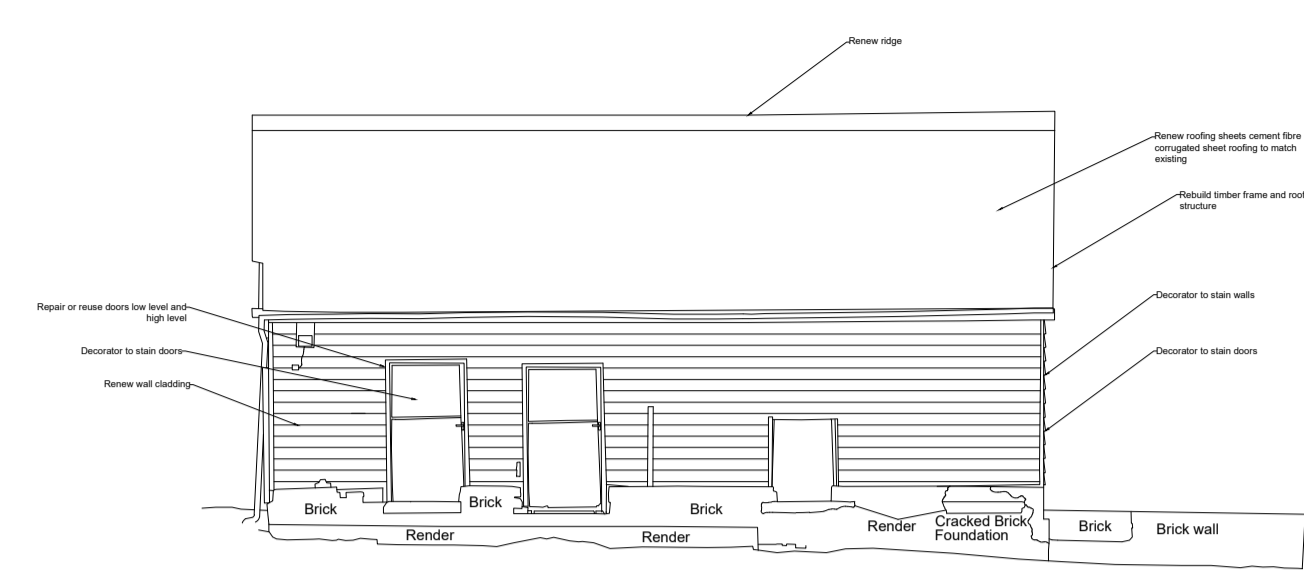 Renew ridge
Renew roofing sheets cement fibre
corrugated sheet roofing to match
existing
Rebuild timber frame and roof
structure
Decorator to stain walls
Decorator to stain doors
Repair or reuse doors low level and
high level
Decorator to stain doors
Renew wall cladding
Brick
Brick
Brick
Render
Render
Render
Cracked Brick
Foundation
Brick
Brick wall